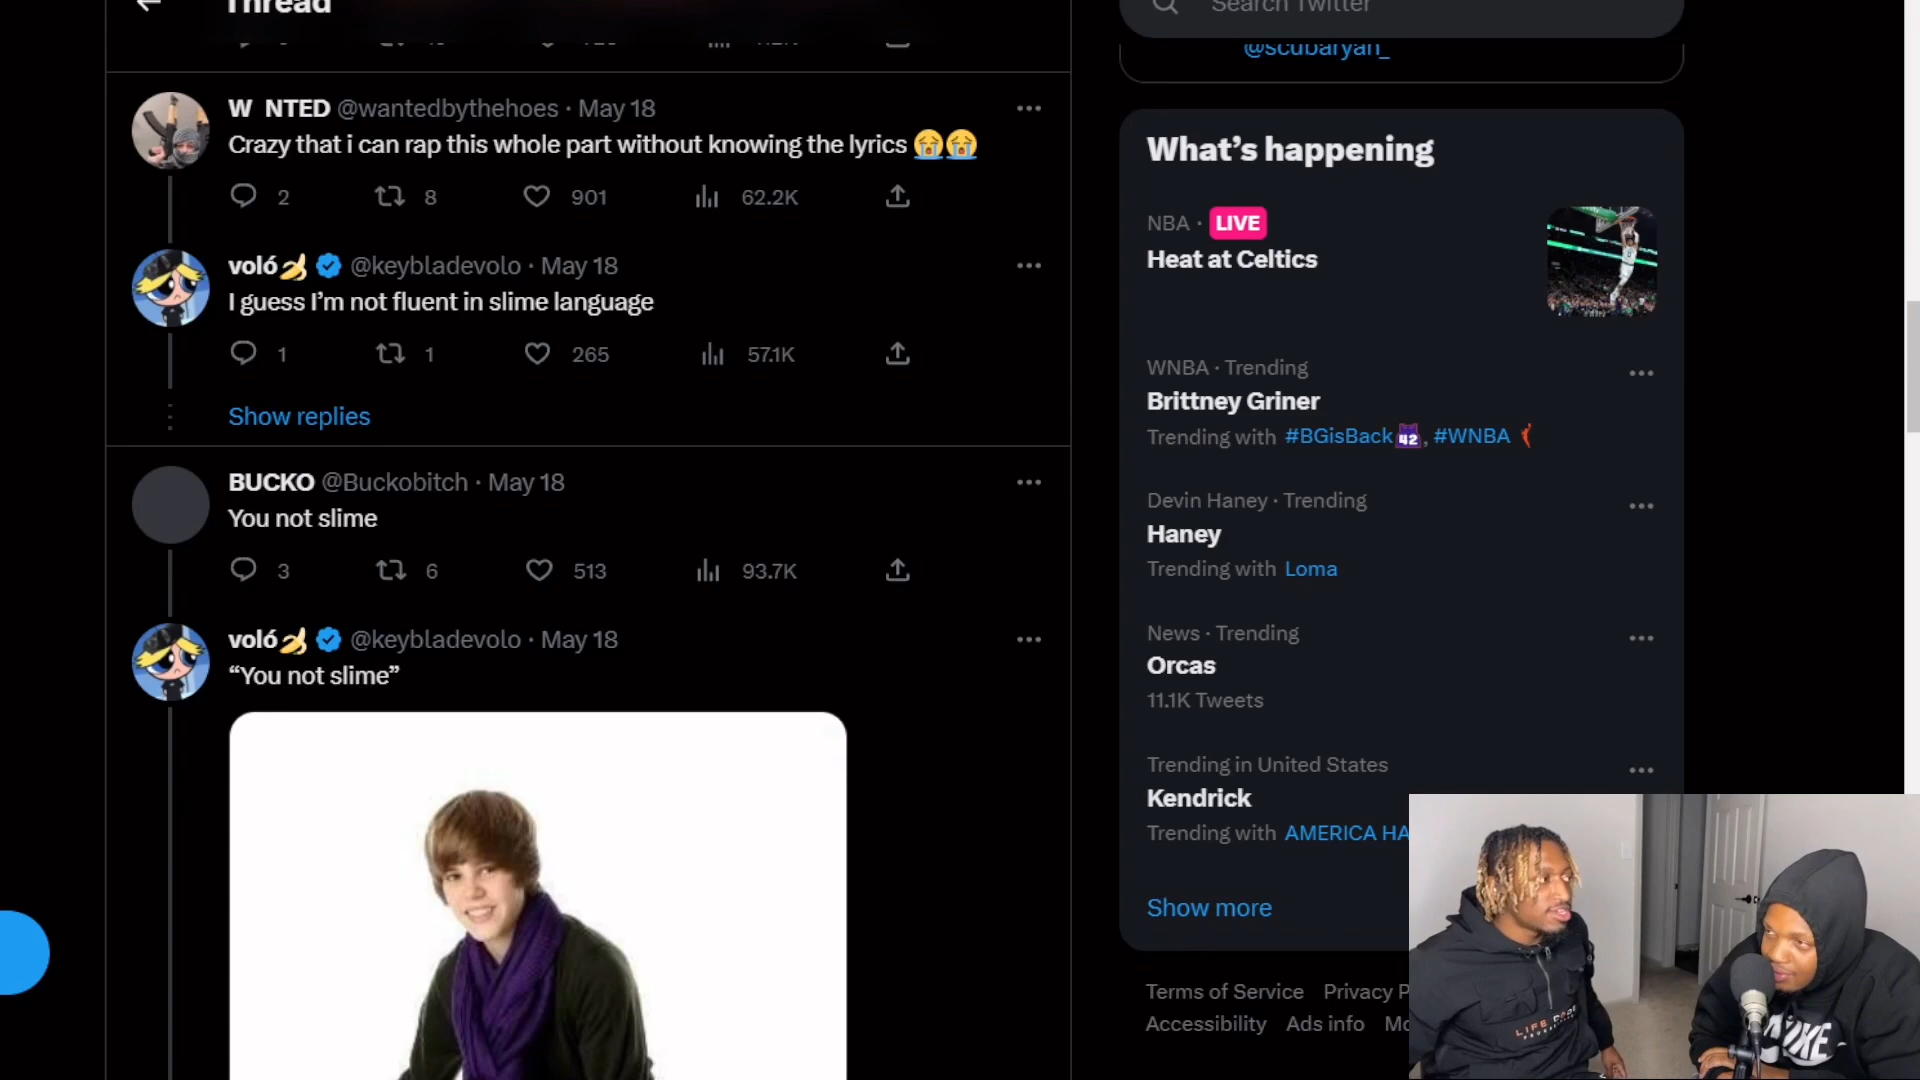 Thread
Search Twitter
@scubaryan_
W NTED @wantedbythehoes · May 18
Crazy that i can rap this whole part without knowing the lyrics 😭😭
2 8 901 62.2K
voló🍌 @keybladevolo · May 18
I guess I’m not fluent in slime language
1 1 265 57.1K
Show replies
BUCKO @Buckobitch · May 18
You not slime
3 6 513 93.7K
voló🍌 @keybladevolo · May 18
“You not slime”
What’s happening
NBA · LIVE
Heat at Celtics
WNBA · Trending
Brittney Griner
Trending with #BGisBack 42, #WNBA
Devin Haney · Trending
Haney
Trending with Loma
News · Trending
Orcas
11.1K Tweets
Trending in United States
Kendrick
Trending with AMERICA HA
Show more
Terms of Service Privacy P
Accessibility Ads info Mo
LIFE CODE
NIKE